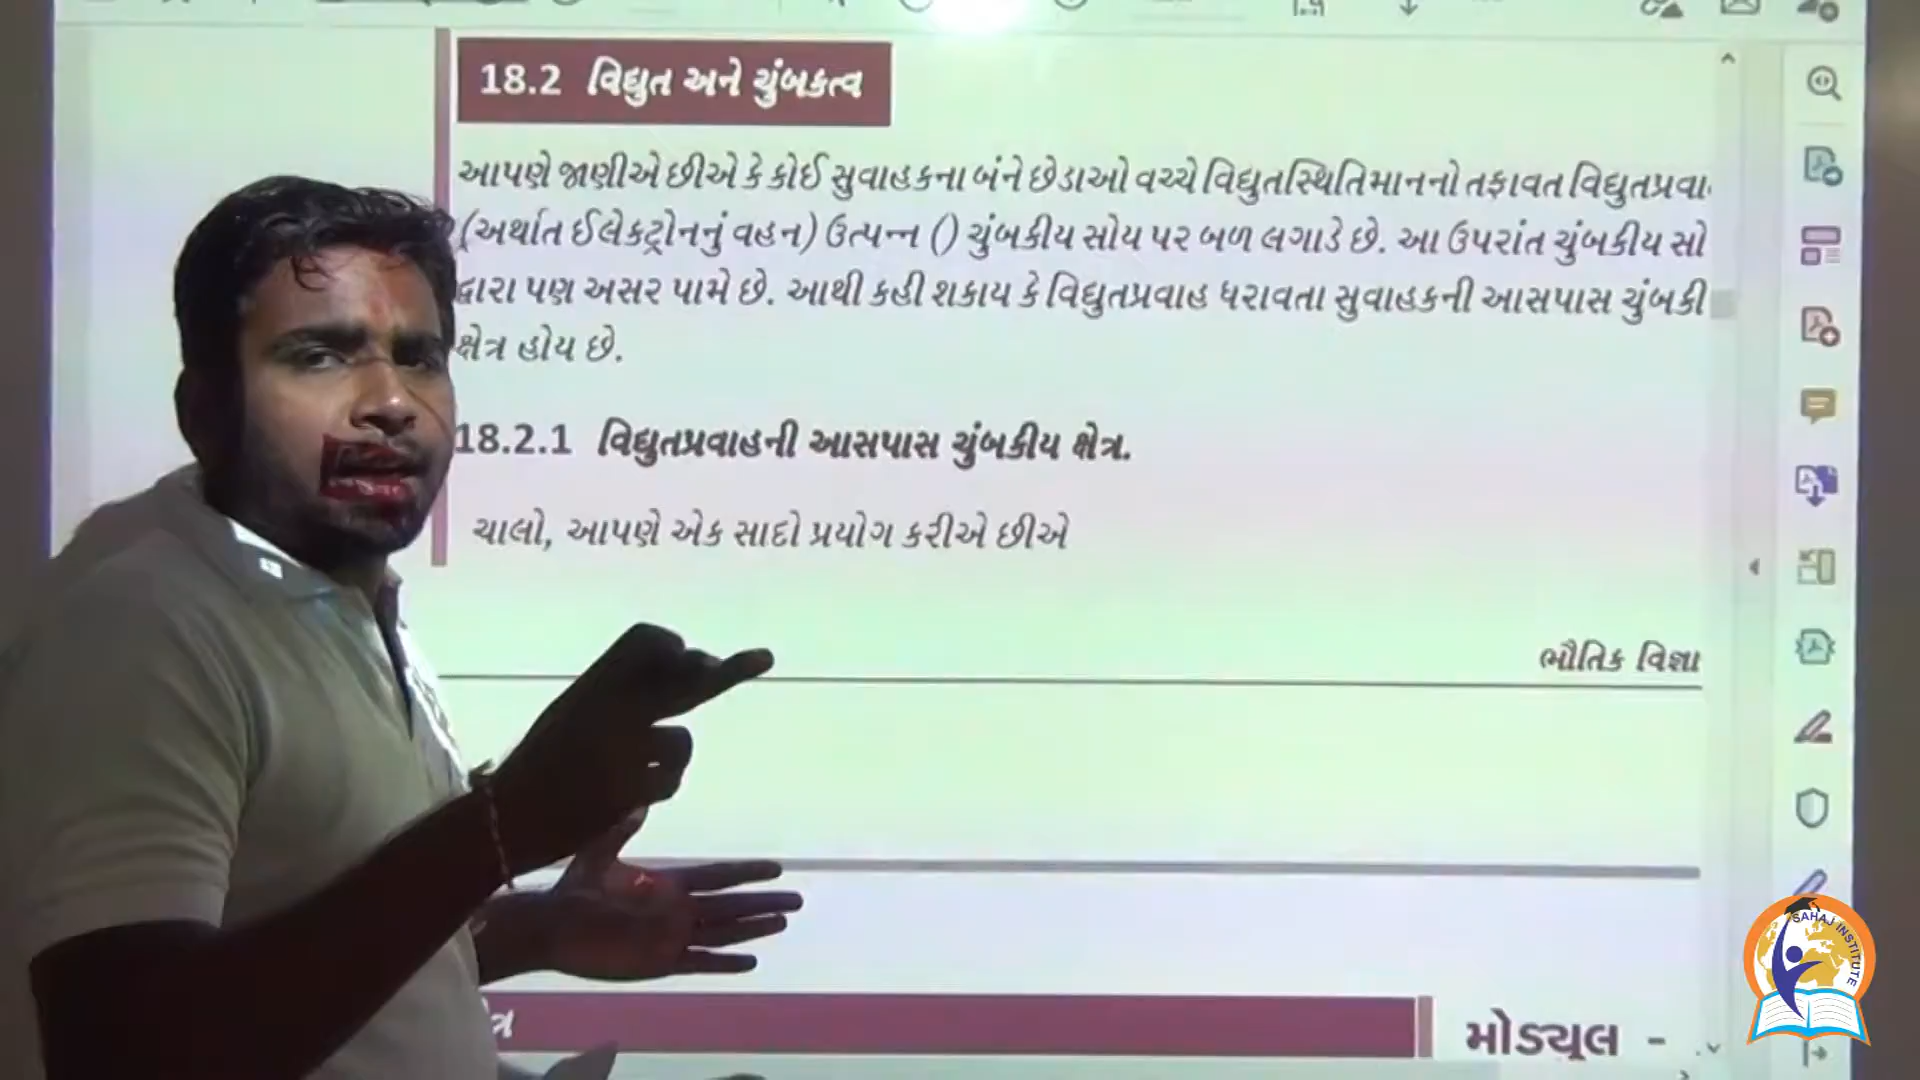 18.2 વિદ્યુત અને ચુંબકત્વ
આપણે જાણીએ છીએ કે કોઈ સુવાહકના બંને છેડાઓ વચ્ચે વિદ્યુતસ્થિતિમાનનો તફાવત વિદ્યુતપ્રવા
(અર્થાત ઈલેકટ્રોનનું વહન) ઉત્પન્ન () ચુંબકીય સોય પર બળ લગાડે છે. આ ઉપરાંત ચુંબકીય સો
દ્વારા પણ અસર પામે છે. આથી કહી શકાય કે વિદ્યુતપ્રવાહ ધરાવતા સુવાહકની આસપાસ ચુંબકી
ક્ષેત્ર હોય છે.
18.2.1 વિદ્યુતપ્રવાહની આસપાસ ચુંબકીય ક્ષેત્ર.
ચાલો, આપણે એક સાદો પ્રયોગ કરીએ છીએ
ભૌતિક વિજ્ઞા
ત્ર
મોડ્યૂલ -
SAHAJ INSTITUTE